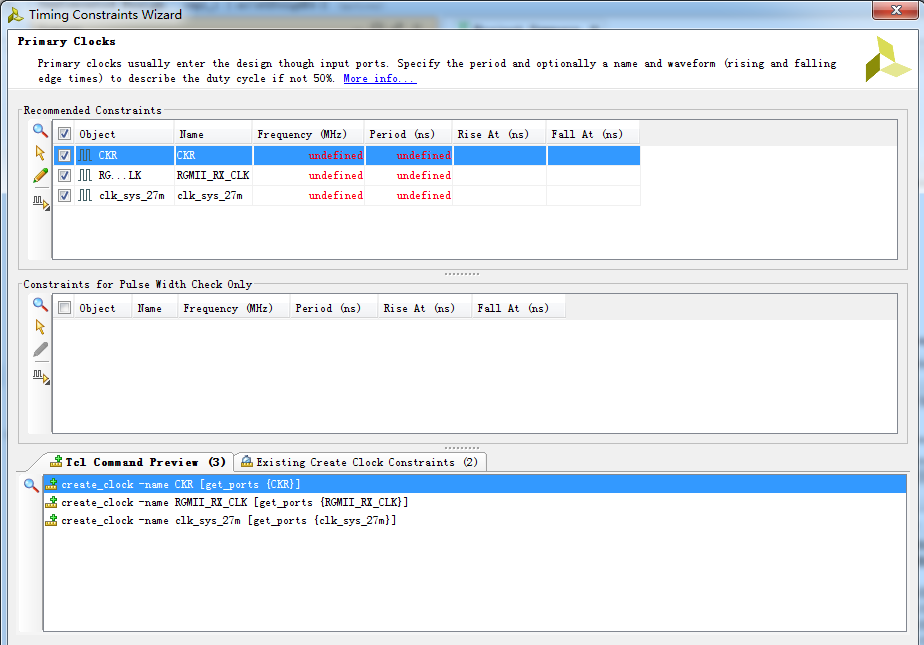 Timing Constraints Wizard
Primary Clocks
Primary clocks usually enter the design though input ports. Specify the period and optionally a name and waveform (rising and falling
edge times) to describe the duty cycle if not 50%. More info...
Recommended Constraints
Object Name Frequency (MHz) Period (ns) Rise At (ns) Fall At (ns)
CKR CKR undefined undefined
RG...LK RGMII_RX_CLK undefined undefined
clk_sys_27m clk_sys_27m undefined undefined
Constraints for Pulse Width Check Only
Object Name Frequency (MHz) Period (ns) Rise At (ns) Fall At (ns)
Tcl Command Preview (3) Existing Create Clock Constraints (2)
create_clock -name CKR [get_ports {CKR}]
create_clock -name RGMII_RX_CLK [get_ports {RGMII_RX_CLK}]
create_clock -name clk_sys_27m [get_ports {clk_sys_27m}]